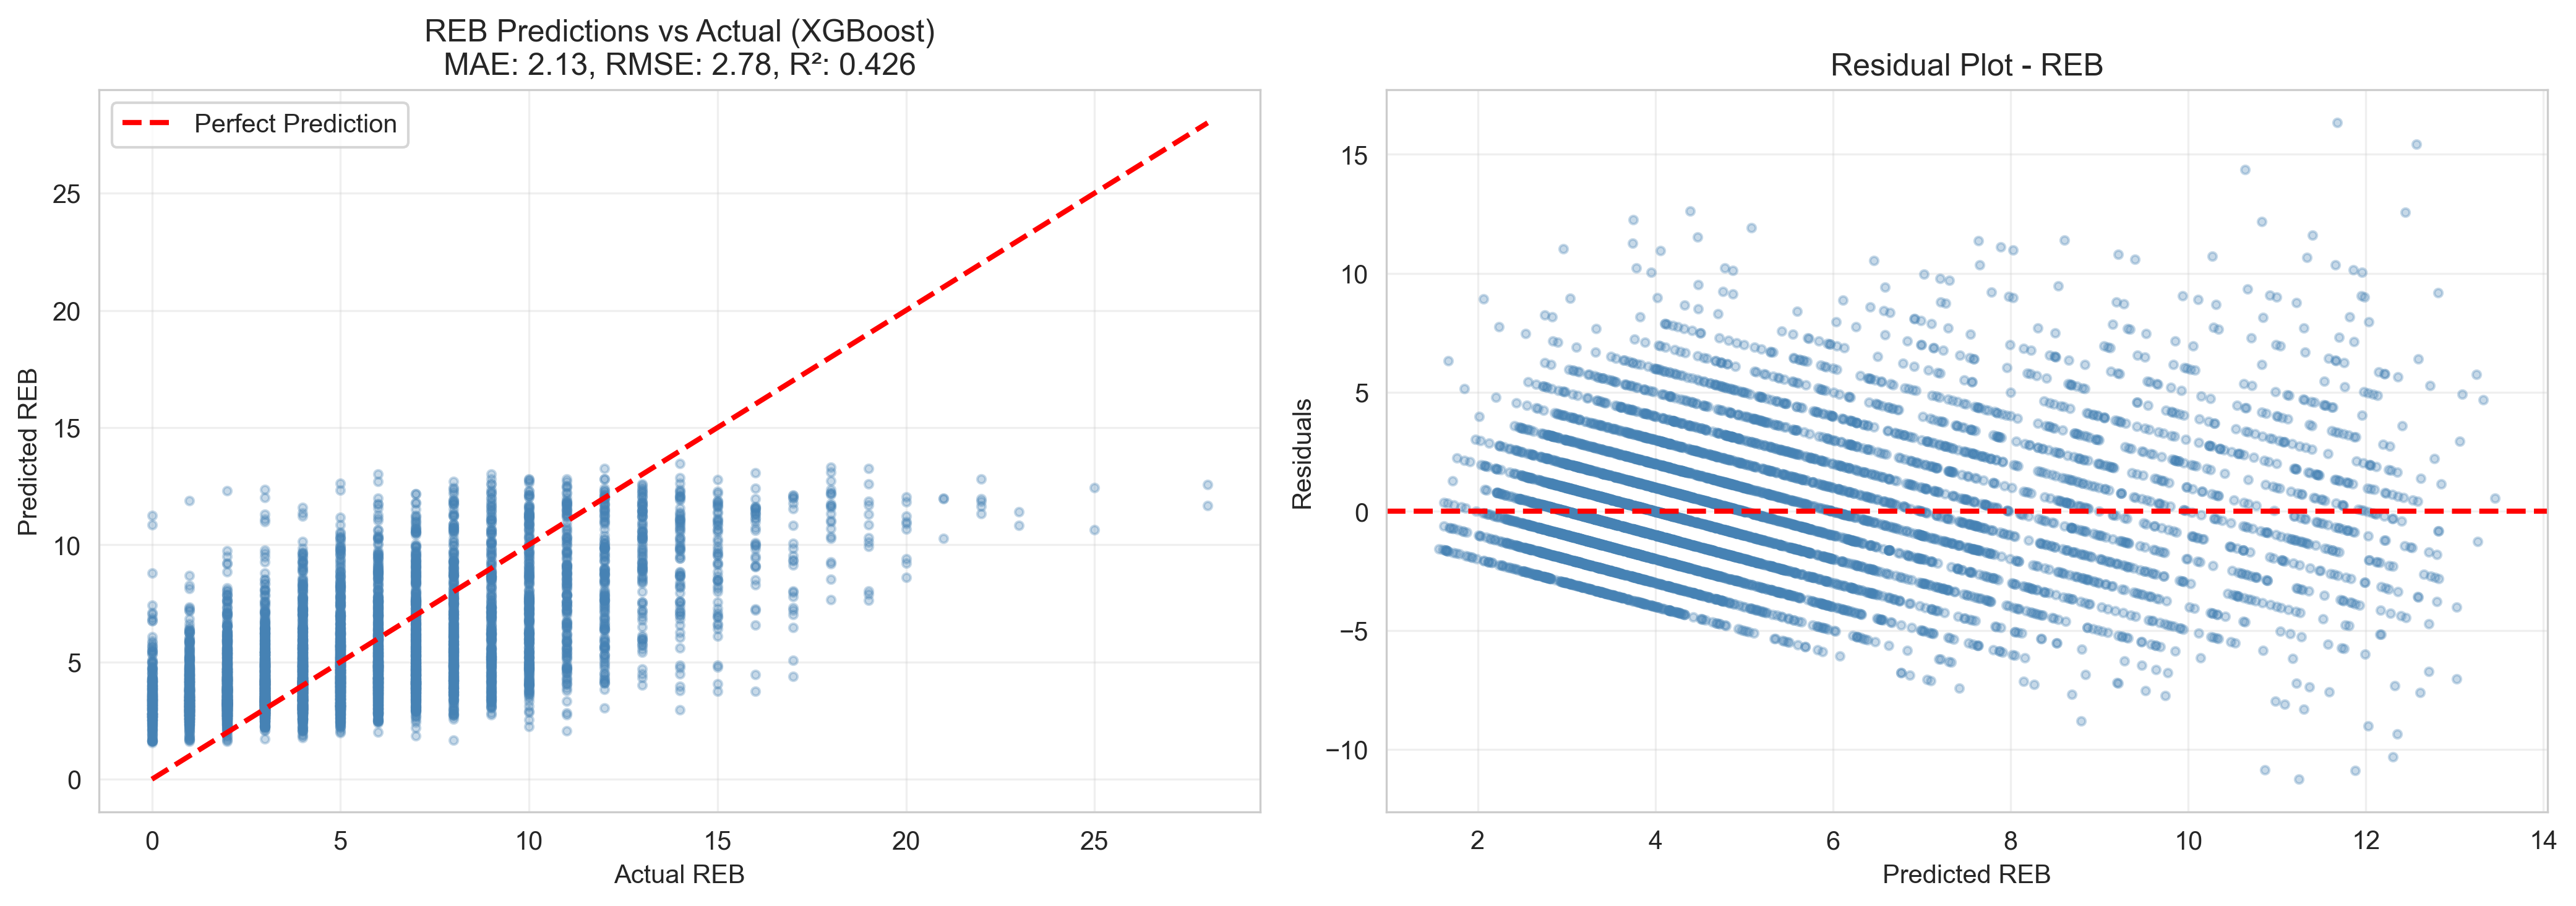 REB Predictions vs Actual (XGBoost)
MAE: 2.13, RMSE: 2.78, R²: 0.426
Perfect Prediction
Predicted REB
25
20
15
10
5
0
0 5 10 15 20 25
Actual REB
Residual Plot - REB
Residuals
15
10
5
0
−5
−10
2 4 6 8 10 12 14
Predicted REB